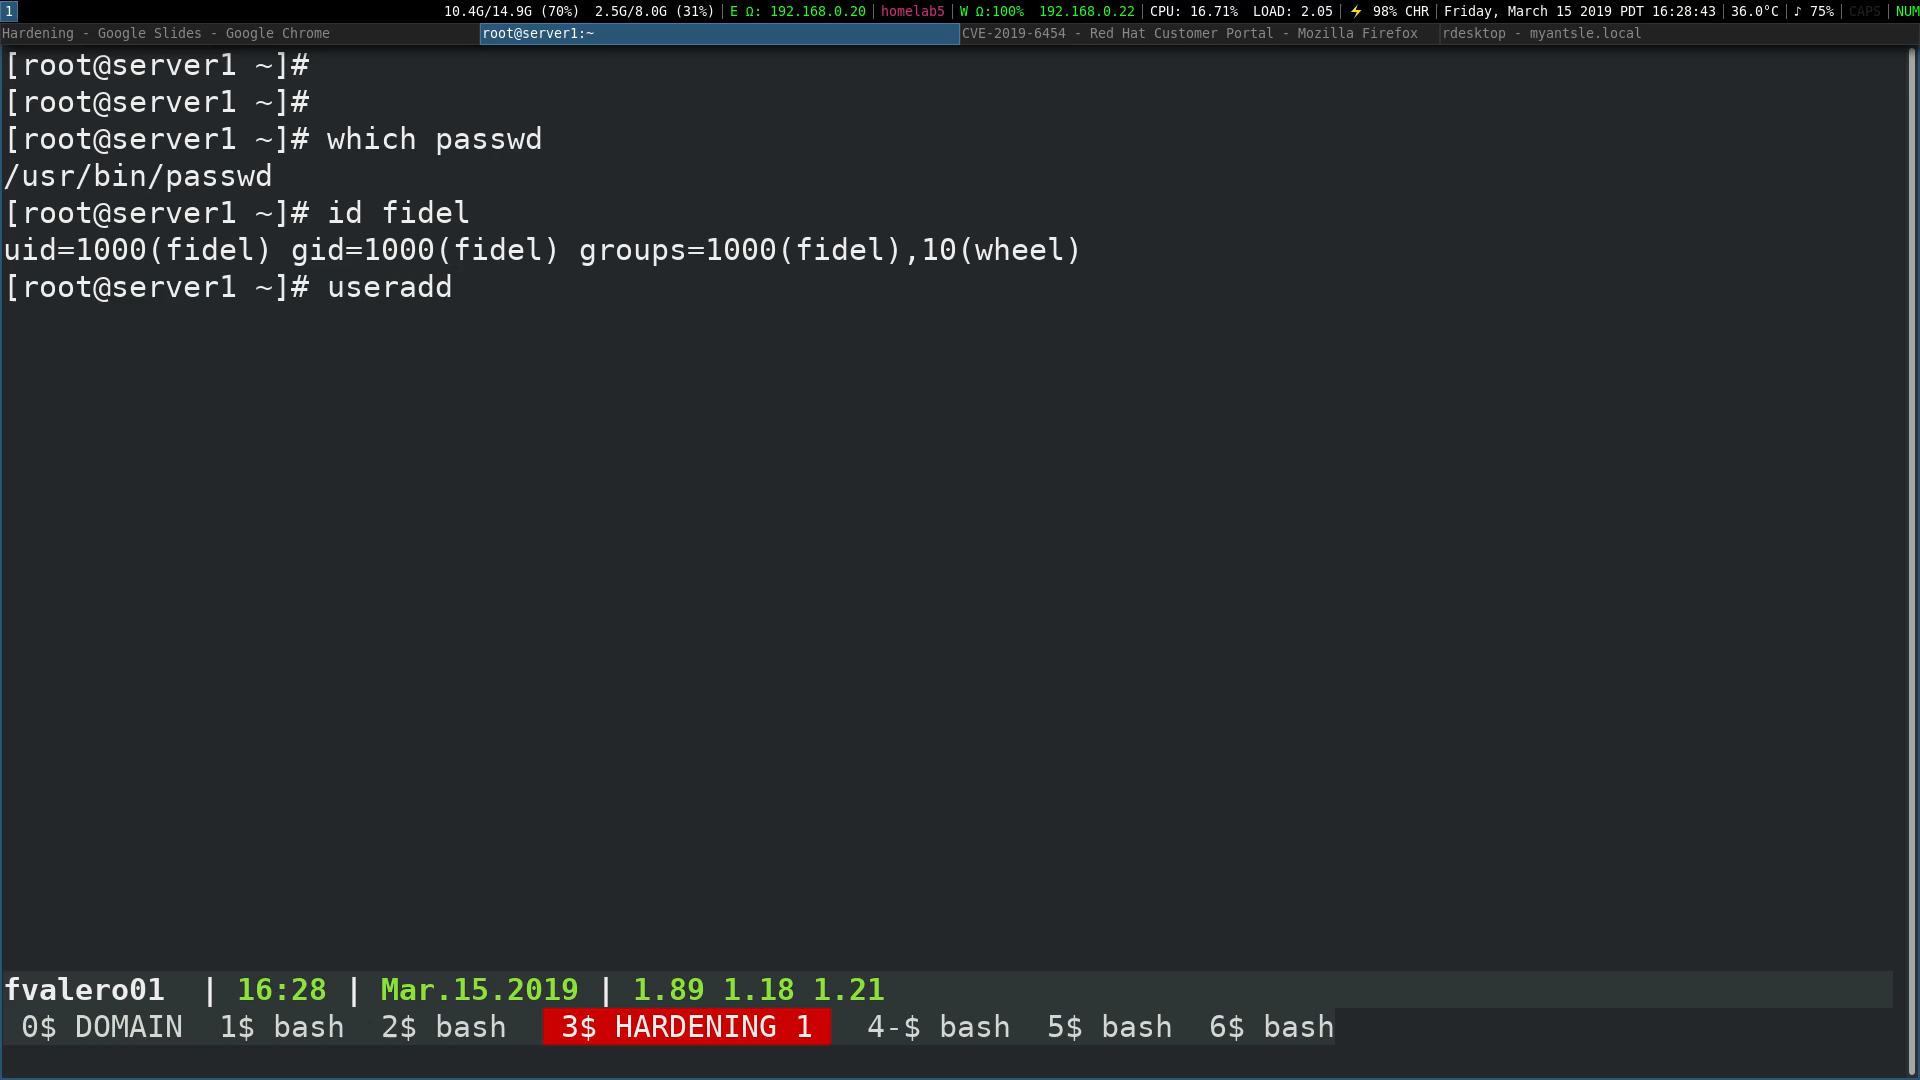 1 10.4G/14.9G (70%) 2.5G/8.0G (31%) | E Ω: 192.168.0.20 | homelab5 | W Ω:100% 192.168.0.22 | CPU: 16.71% LOAD: 2.05 | ⚡ 98% CHR | Friday, March 15 2019 PDT 16:28:43 | 36.0°C | ♪ 75% | CAPS | NUM
Hardening - Google Slides - Google Chrome root@server1:~ CVE-2019-6454 - Red Hat Customer Portal - Mozilla Firefox rdesktop - myantsle.local
[root@server1 ~]#
[root@server1 ~]#
[root@server1 ~]# which passwd
/usr/bin/passwd
[root@server1 ~]# id fidel
uid=1000(fidel) gid=1000(fidel) groups=1000(fidel),10(wheel)
[root@server1 ~]# useradd
fvalero01 | 16:28 | Mar.15.2019 | 1.89 1.18 1.21
0$ DOMAIN 1$ bash 2$ bash 3$ HARDENING 1 4-$ bash 5$ bash 6$ bash